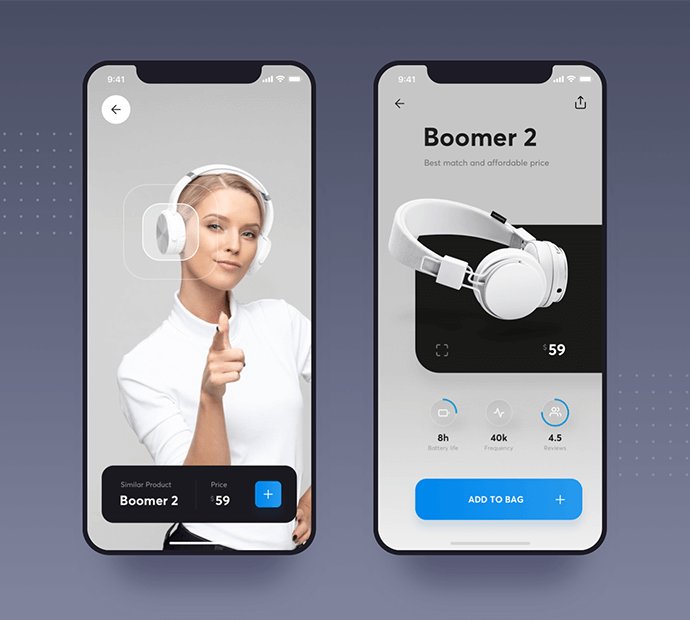 9:41
Similar Product
Boomer 2
Price
$59
9:41
Boomer 2
Best match and affordable price
$59
8h
Battery life
40k
Frequency
4.5
Reviews
ADD TO BAG